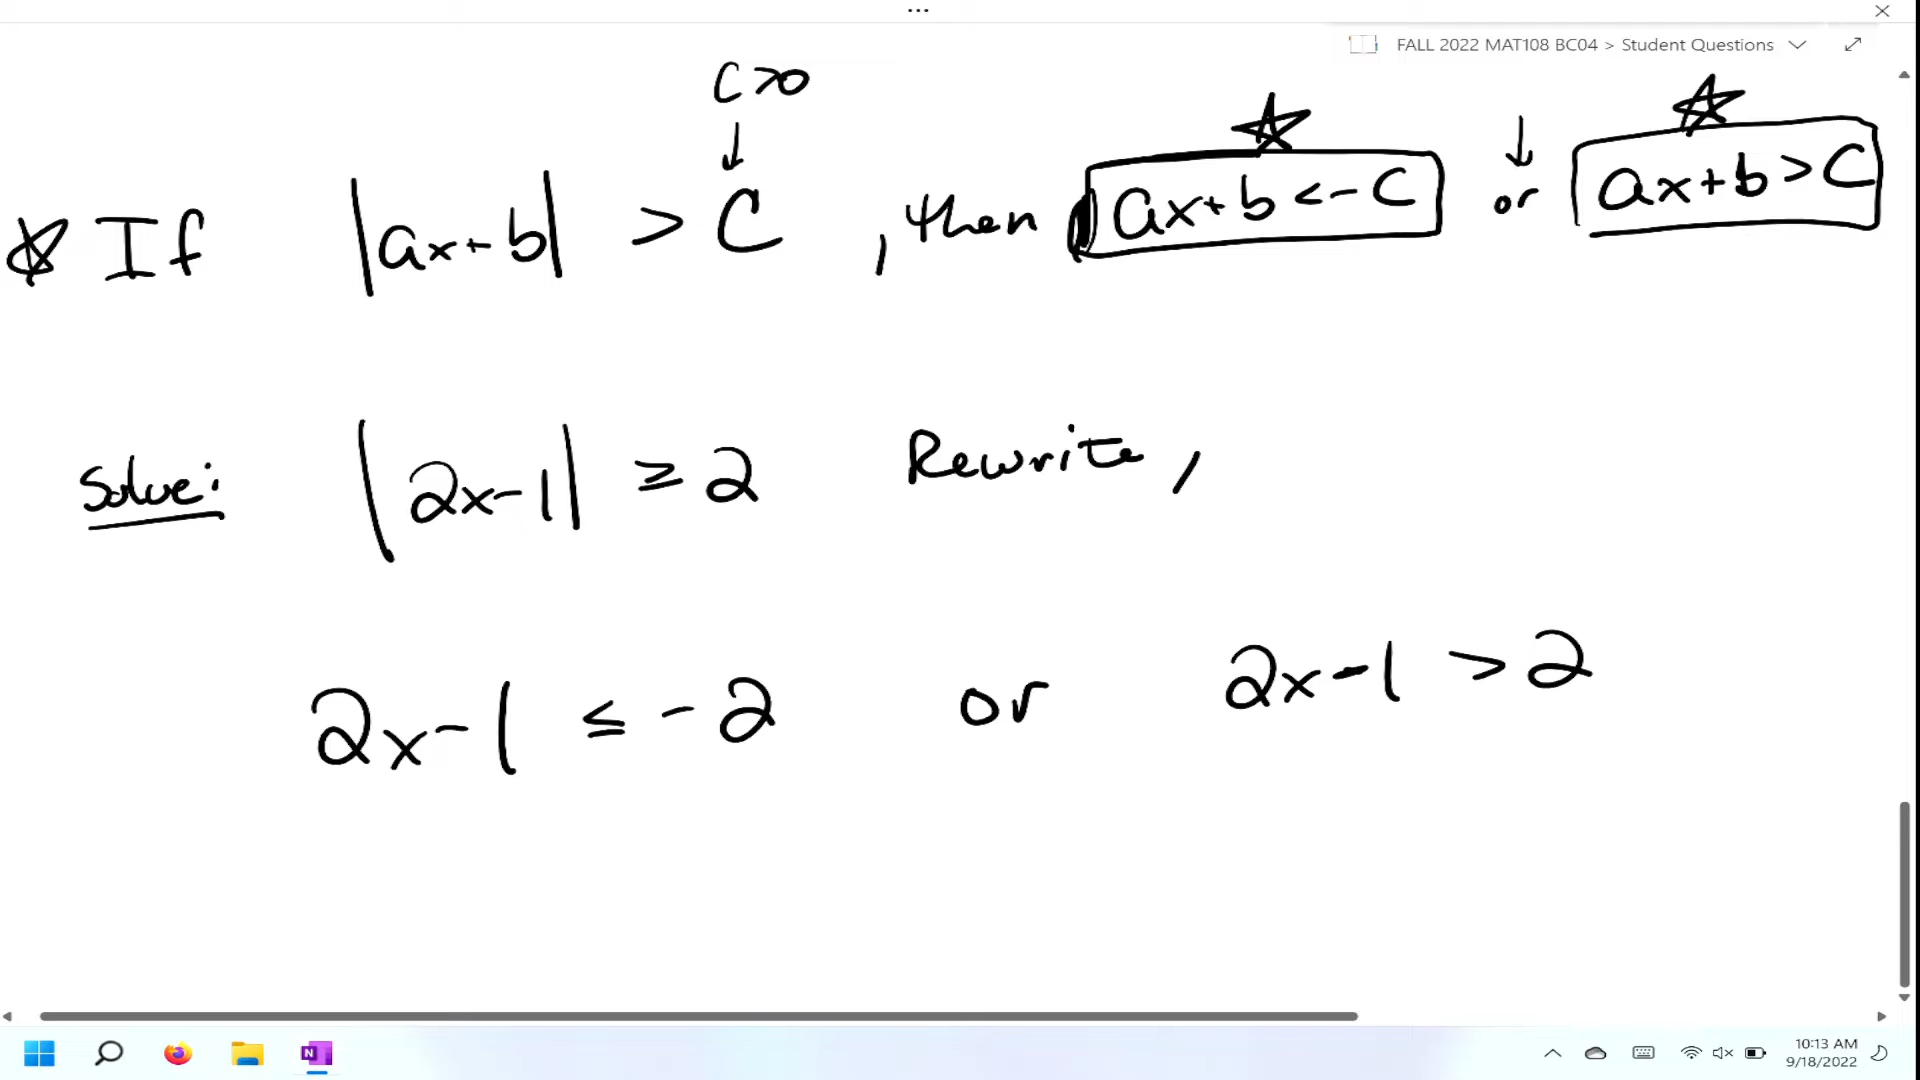 FALL 2022 MAT108 BC04 > Student Questions
C>0
If |ax+b| > C , then ax+b < -C or ax+b > C
Solve: |2x-1| ≥ 2 Rewrite,
2x-1 ≤ -2 or 2x-1 > 2
10:13 AM
9/18/2022